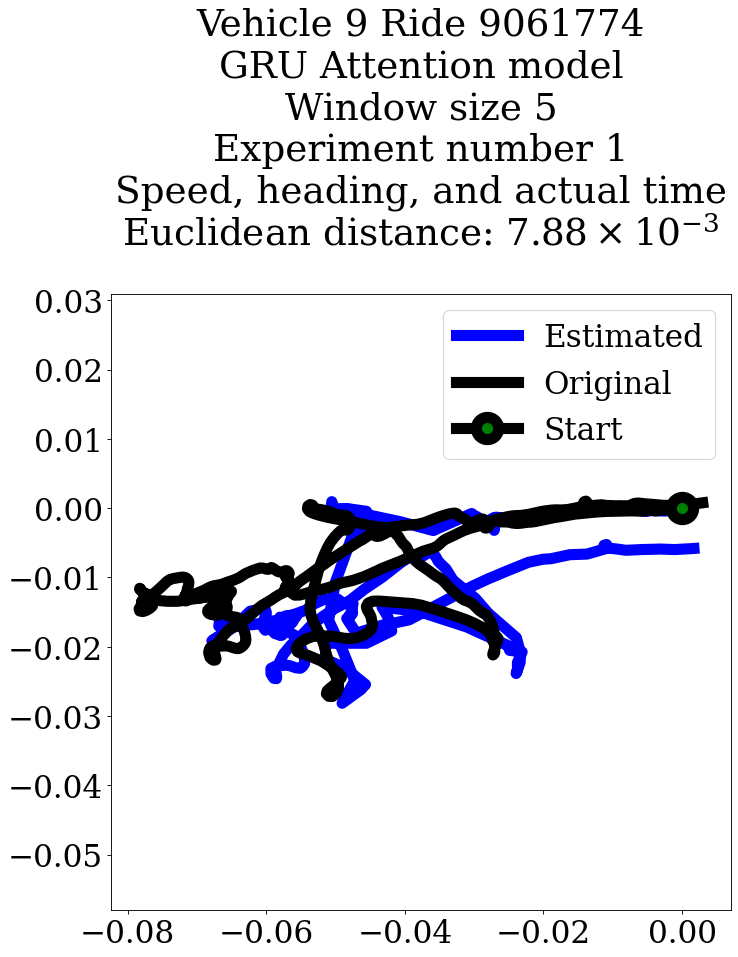 Vehicle 9 Ride 9061774
GRU Attention model
Window size 5
Experiment number 1
Speed, heading, and actual time
Euclidean distance: 7.88 × 10⁻³
Estimated
Original
Start
0.03
0.02
0.01
0.00
−0.01
−0.02
−0.03
−0.04
−0.05
−0.08 −0.06 −0.04 −0.02 0.00